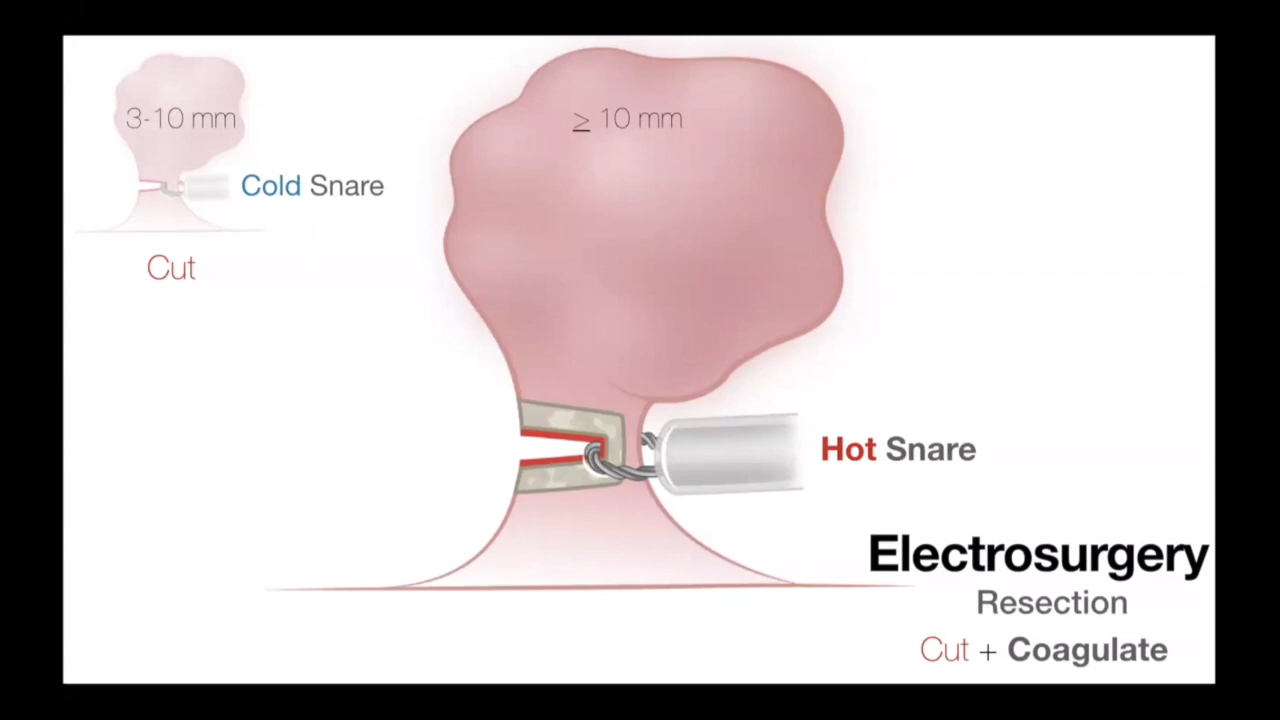 3-10 mm
Cold Snare
Cut
≥ 10 mm
Hot Snare
Electrosurgery
Resection
Cut + Coagulate